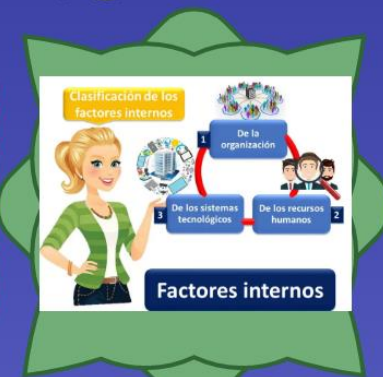 Clasificación de los
factores internos
1
De la
organización
De los sistemas
tecnológicos
3
De los recursos
humanos
2
Factores internos